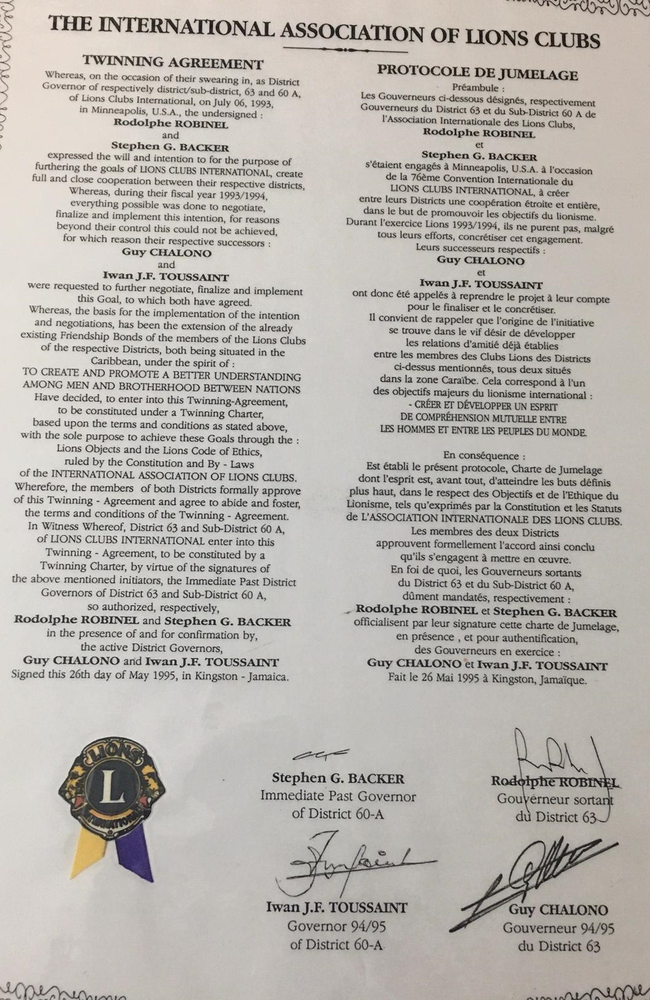 THE INTERNATIONAL ASSOCIATION OF LIONS CLUBS
TWINNING AGREEMENT
Whereas, on the occasion of their swearing in, as District
Governor of respectively district/sub-district, 63 and 60 A,
of Lions Clubs International, on July 06, 1993,
in Minneapolis, U.S.A., the undersigned :
Rodolphe ROBINEL
and
Stephen G. BACKER
expressed the will and intention to for the purpose of
furthering the goals of LIONS CLUBS INTERNATIONAL, create
full and close cooperation between their respective districts,
Whereas, during their fiscal year 1993/1994,
everything possible was done to negotiate,
finalize and implement this intention, for reasons
beyond their control this could not be achieved,
for which reason their respective successors :
Guy CHALONO
and
Iwan J.F. TOUSSAINT
were requested to further negotiate, finalize and implement
this Goal, to which both have agreed.
Whereas, the basis for the implementation of the intention
and negotiations, has been the extension of the already
existing Friendship Bonds of the members of the Lions Clubs
of the respective Districts, both being situated in the
Caribbean, under the spirit of :
TO CREATE AND PROMOTE A BETTER UNDERSTANDING
AMONG MEN AND BROTHERHOOD BETWEEN NATIONS
Have decided, to enter into this Twinning-Agreement,
to be constituted under a Twinning Charter,
based upon the terms and conditions as stated above,
with the sole purpose to achieve these Goals through the :
Lions Objects and the Lions Code of Ethics,
ruled by the Constitution and By - Laws
of the INTERNATIONAL ASSOCIATION OF LIONS CLUBS.
Wherefore, the members of both Districts formally approve
of this Twinning - Agreement and agree to abide and foster,
the terms and conditions of the Twinning - Agreement.
In Witness Whereof, District 63 and Sub-District 60 A,
of LIONS CLUBS INTERNATIONAL enter into this
Twinning - Agreement, to be constituted by a
Twinning Charter, by virtue of the signatures of
the above mentioned initiators, the Immediate Past District
Governors of District 63 and Sub-District 60 A,
so authorized, respectively,
Rodolphe ROBINEL and Stephen G. BACKER
in the presence of and for confirmation by,
the active District Governors,
Guy CHALONO and Iwan J.F. TOUSSAINT
Signed this 26th day of May 1995, in Kingston - Jamaica.
PROTOCOLE DE JUMELAGE
Préambule :
Les Gouverneurs ci-dessous désignés, respectivement
Gouverneurs du District 63 et du Sub-District 60 A de
l'Association Internationale des Lions Clubs,
Rodolphe ROBINEL
et
Stephen G. BACKER
s'étaient engagés à Minneapolis, U.S.A. à l'occasion
de la 76ème Convention Internationale du
LIONS CLUBS INTERNATIONAL, à créer
entre leurs Districts une coopération étroite et entière,
dans le but de promouvoir les objectifs du lionisme.
Durant l'exercice Lions 1993/1994, ils ne purent pas, malgré
tous leurs efforts, concrétiser cet engagement.
Leurs successeurs respectifs :
Guy CHALONO
et
Iwan J.F. TOUSSAINT
ont donc été appelés à reprendre le projet à leur compte
pour le finaliser et le concrétiser.
Il convient de rappeler que l'origine de l'initiative
se trouve dans le vif désir de développer
les relations d'amitié déjà établies
entre les membres des Clubs Lions des Districts
ci-dessus mentionnés, tous deux situés
dans la zone Caraïbe. Cela correspond à l'un
des objectifs majeurs du lionisme international :
- CRÉER ET DÉVELOPPER UN ESPRIT
DE COMPRÉHENSION MUTUELLE ENTRE
LES HOMMES ET ENTRE LES PEUPLES DU MONDE.
En conséquence :
Est établi le présent protocole, Charte de Jumelage
dont l'esprit est, avant tout, d'atteindre les buts définis
plus haut, dans le respect des Objectifs et de l'Ethique du
Lionisme, tels qu'exprimés par la Constitution et les Statuts
de L'ASSOCIATION INTERNATIONALE DES LIONS CLUBS.
Les membres des deux Districts
approuvent formellement l'accord ainsi conclu
qu'ils s'engagent à mettre en œuvre.
En foi de quoi, les Gouverneurs sortants
du District 63 et du Sub-District 60 A,
dûment mandatés, respectivement :
Rodolphe ROBINEL et Stephen G. BACKER
officialisent par leur signature cette charte de Jumelage,
en présence , et pour authentification,
des Gouverneurs en exercice :
Guy CHALONO et Iwan J.F. TOUSSAINT
Fait le 26 Mai 1995 à Kingston, Jamaïque.
LIONS
L
INTERNATIONAL
Stephen G. BACKER
Immediate Past Governor
of District 60-A
Rodolphe ROBINEL
Gouverneur sortant
du District 63
Iwan J.F. TOUSSAINT
Governor 94/95
of District 60-A
Guy CHALONO
Gouverneur 94/95
du District 63